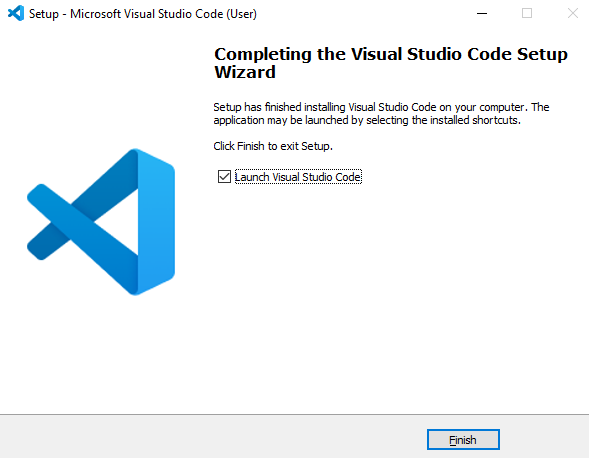 Setup - Microsoft Visual Studio Code (User)
Completing the Visual Studio Code Setup
Wizard
Setup has finished installing Visual Studio Code on your computer. The
application may be launched by selecting the installed shortcuts.
Click Finish to exit Setup.
Launch Visual Studio Code
Finish